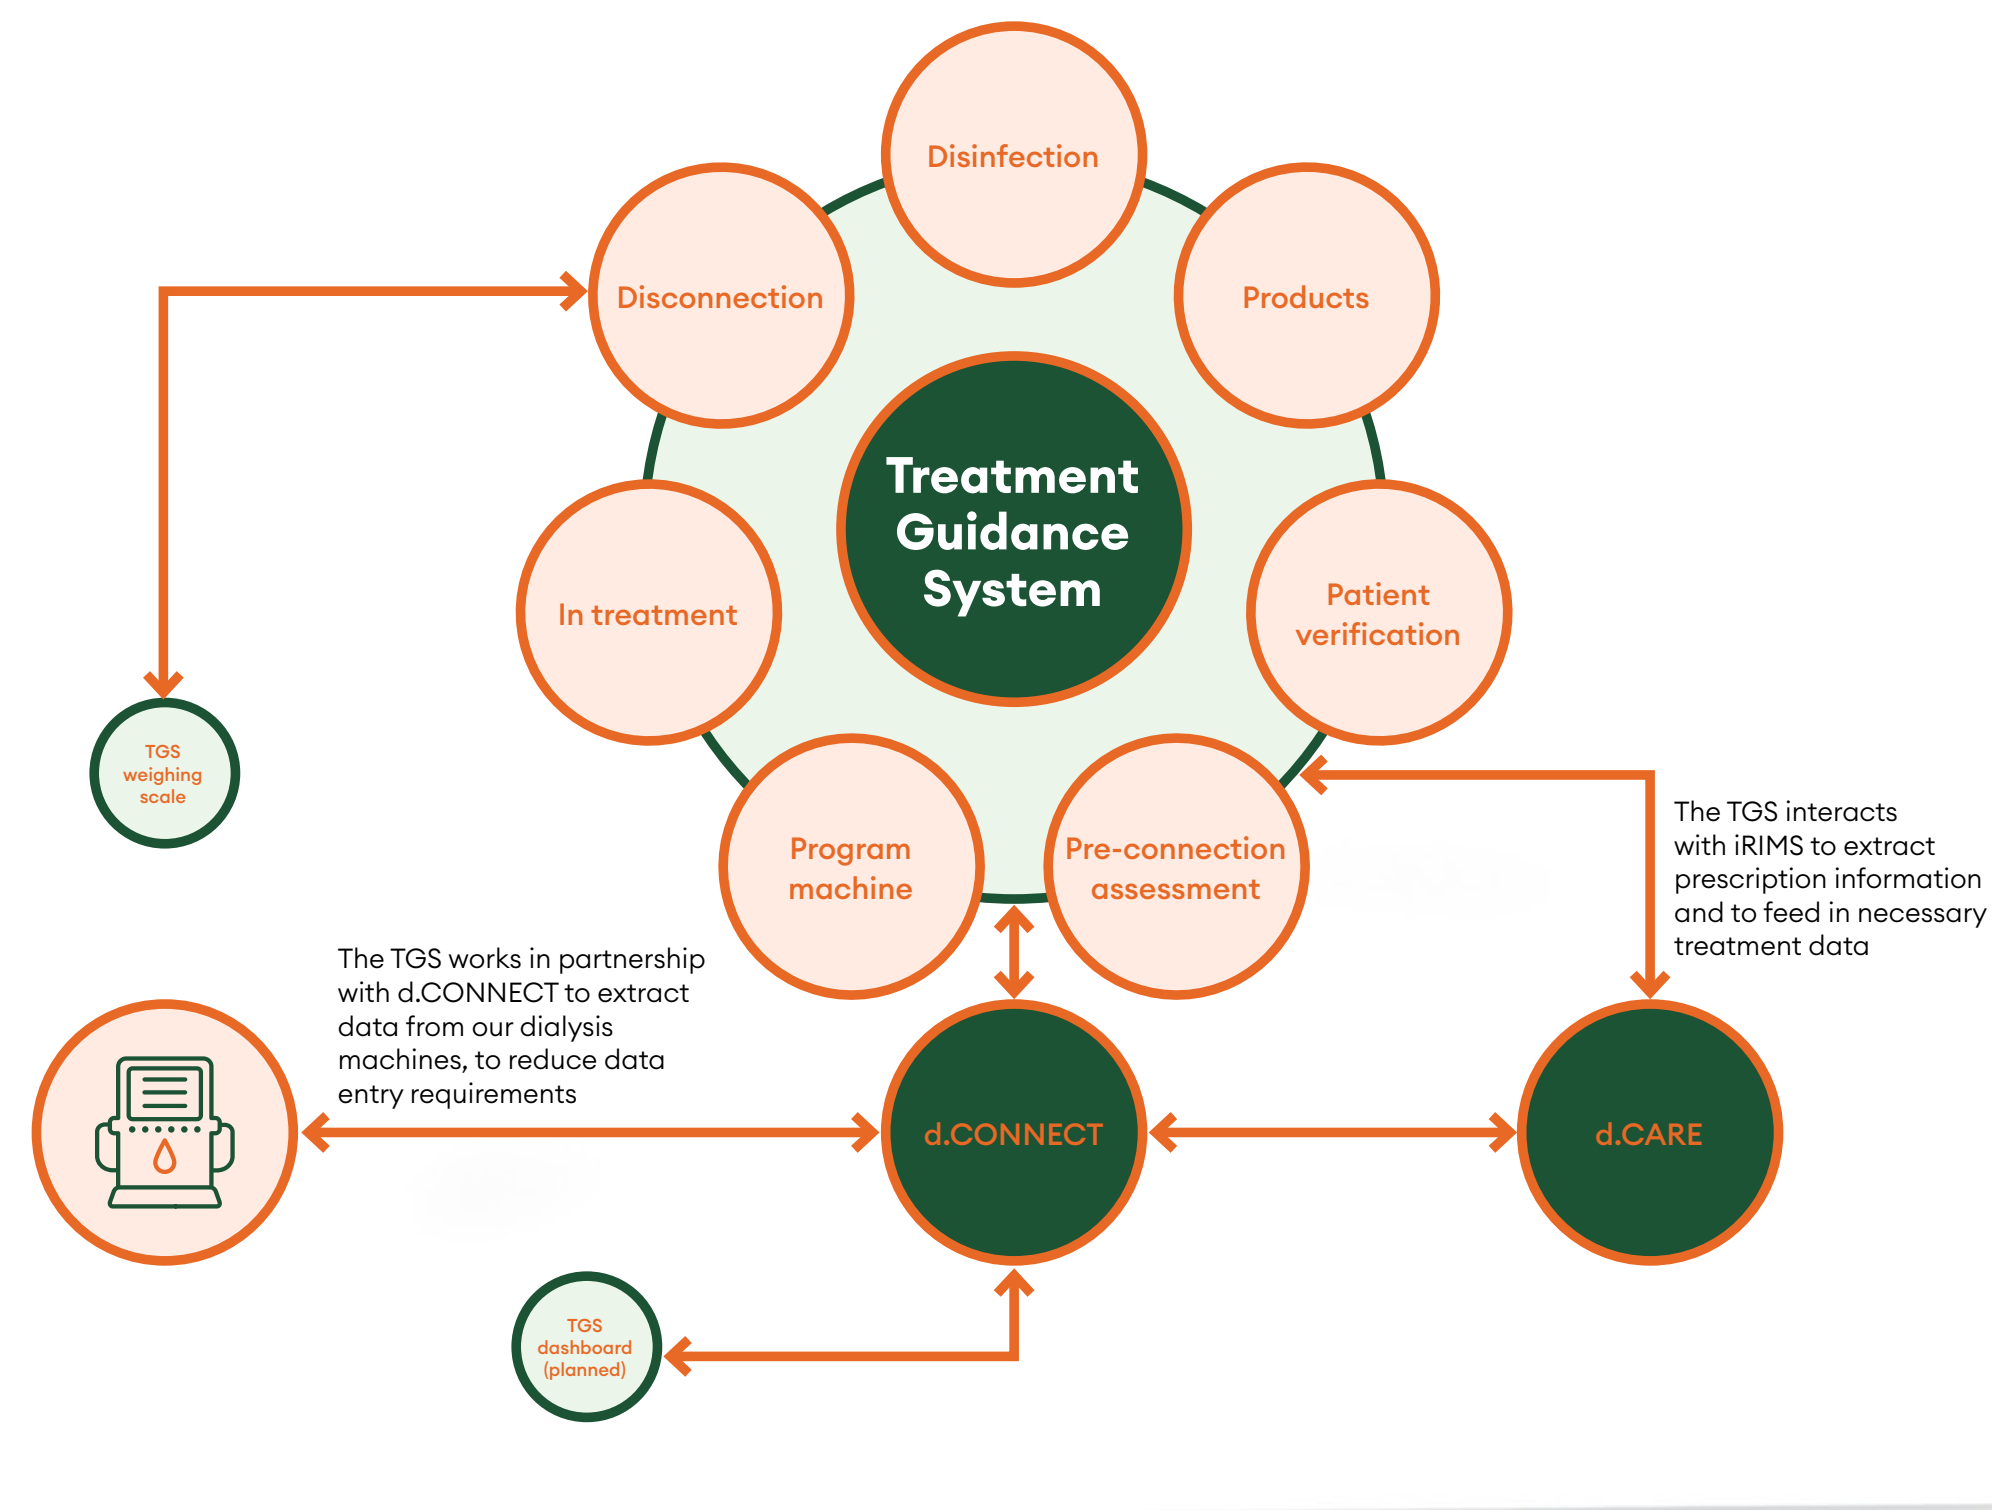 Disinfection
Disconnection
Products
Treatment
Guidance
System
In treatment
Patient
verification
TGS
weighing
scale
Program
machine
Pre-connection
assessment
The TGS interacts
with iRIMS to extract
prescription information
and to feed in necessary
treatment data
The TGS works in partnership
with d.CONNECT to extract
data from our dialysis
machines, to reduce data
entry requirements
d.CONNECT
d.CARE
TGS
dashboard
(planned)